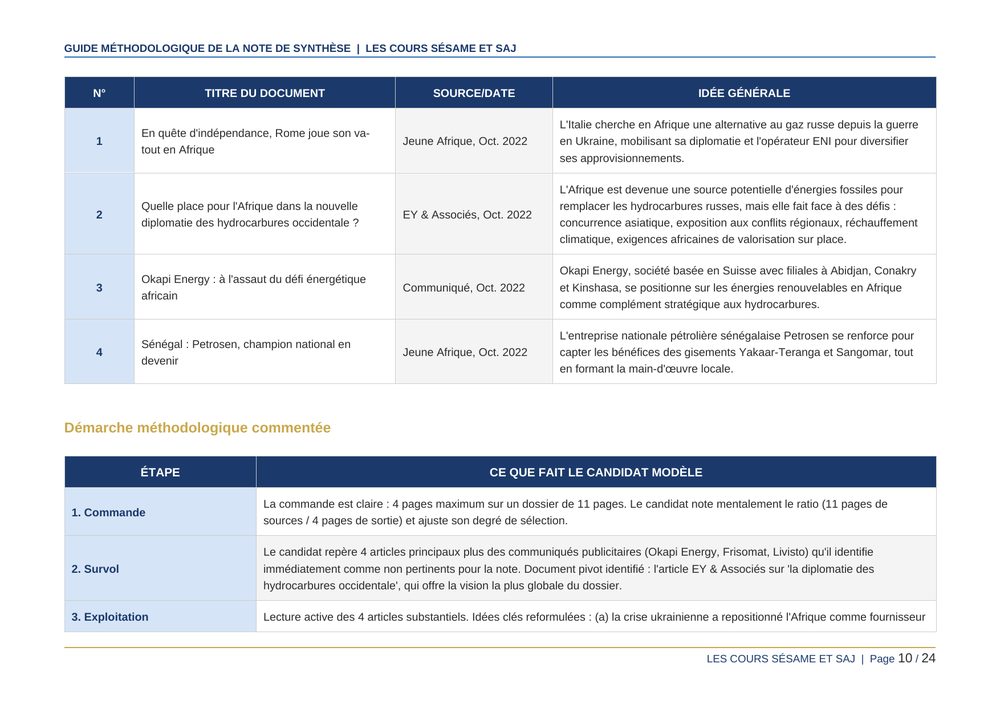 GUIDE MÉTHODOLOGIQUE DE LA NOTE DE SYNTHÈSE | LES COURS SÉSAME ET SAJ
N° TITRE DU DOCUMENT SOURCE/DATE IDÉE GÉNÉRALE
1
En quête d'indépendance, Rome joue son va-
tout en Afrique
Jeune Afrique, Oct. 2022
L'Italie cherche en Afrique une alternative au gaz russe depuis la guerre
en Ukraine, mobilisant sa diplomatie et l'opérateur ENI pour diversifier
ses approvisionnements.
2
Quelle place pour l'Afrique dans la nouvelle
diplomatie des hydrocarbures occidentale ?
EY & Associés, Oct. 2022
L'Afrique est devenue une source potentielle d'énergies fossiles pour
remplacer les hydrocarbures russes, mais elle fait face à des défis :
concurrence asiatique, exposition aux conflits régionaux, réchauffement
climatique, exigences africaines de valorisation sur place.
3
Okapi Energy : à l'assaut du défi énergétique
africain
Communiqué, Oct. 2022
Okapi Energy, société basée en Suisse avec filiales à Abidjan, Conakry
et Kinshasa, se positionne sur les énergies renouvelables en Afrique
comme complément stratégique aux hydrocarbures.
4
Sénégal : Petrosen, champion national en
devenir
Jeune Afrique, Oct. 2022
L'entreprise nationale pétrolière sénégalaise Petrosen se renforce pour
capter les bénéfices des gisements Yakaar-Teranga et Sangomar, tout
en formant la main-d'œuvre locale.
Démarche méthodologique commentée
ÉTAPE CE QUE FAIT LE CANDIDAT MODÈLE
1. Commande
La commande est claire : 4 pages maximum sur un dossier de 11 pages. Le candidat note mentalement le ratio (11 pages de
sources / 4 pages de sortie) et ajuste son degré de sélection.
2. Survol
Le candidat repère 4 articles principaux plus des communiqués publicitaires (Okapi Energy, Frisomat, Livisto) qu'il identifie
immédiatement comme non pertinents pour la note. Document pivot identifié : l'article EY & Associés sur 'la diplomatie des
hydrocarbures occidentale', qui offre la vision la plus globale du dossier.
3. Exploitation
Lecture active des 4 articles substantiels. Idées clés reformulées : (a) la crise ukrainienne a repositionné l'Afrique comme fournisseur
LES COURS SÉSAME ET SAJ | Page 10 / 24